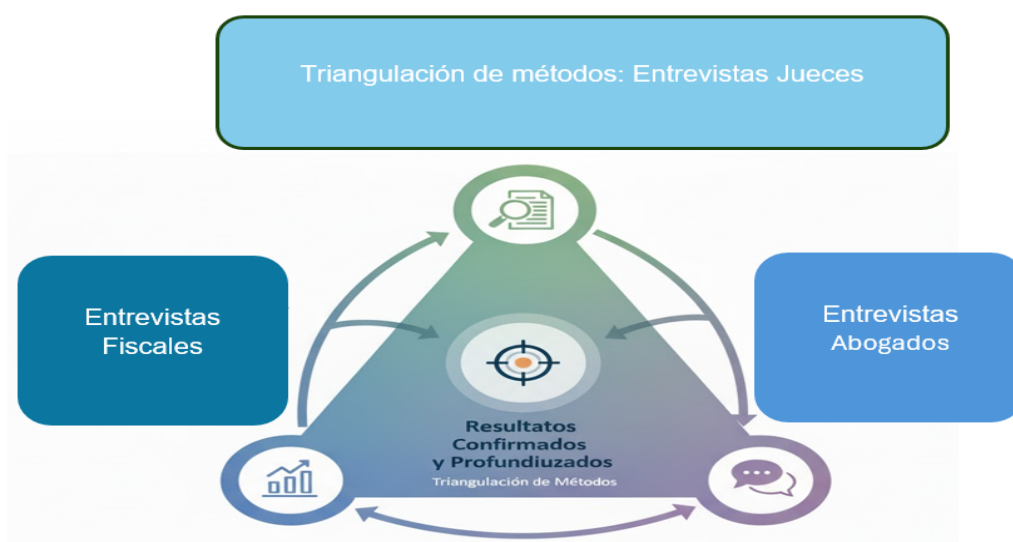 Triangulación de métodos: Entrevistas Jueces
Entrevistas
Fiscales
Entrevistas
Abogados
Resultatos
Confirmados
y Profundiuzados
Triangulación de Métodos